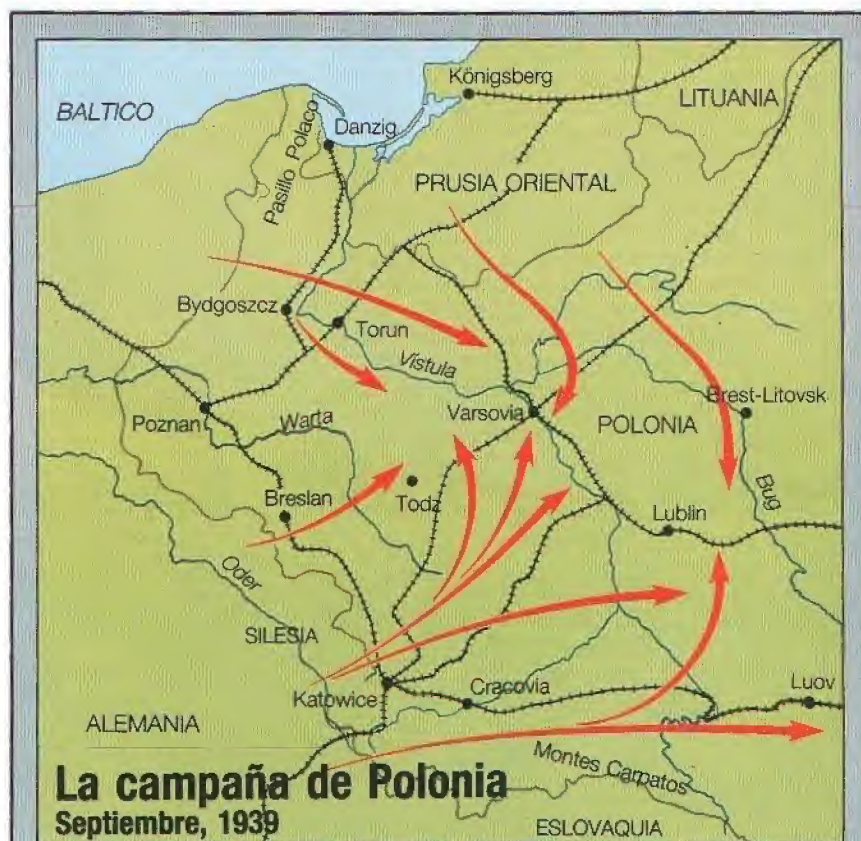 Königsberg
LITUANIA
BALTICO
Danzig
Pasillo Polaco
PRUSIA ORIENTAL
Bydgoszcz
Torun
Vístula
Brest-Litovsk
Poznan
Warta
Varsovia
POLONIA
Breslan
Todz
Bug
Lublin
Oder
SILESIA
Katowice
Cracovia
Luov
ALEMANIA
Montes Carpatos
La campaña de Polonia
Septiembre, 1939
ESLOVAQUIA